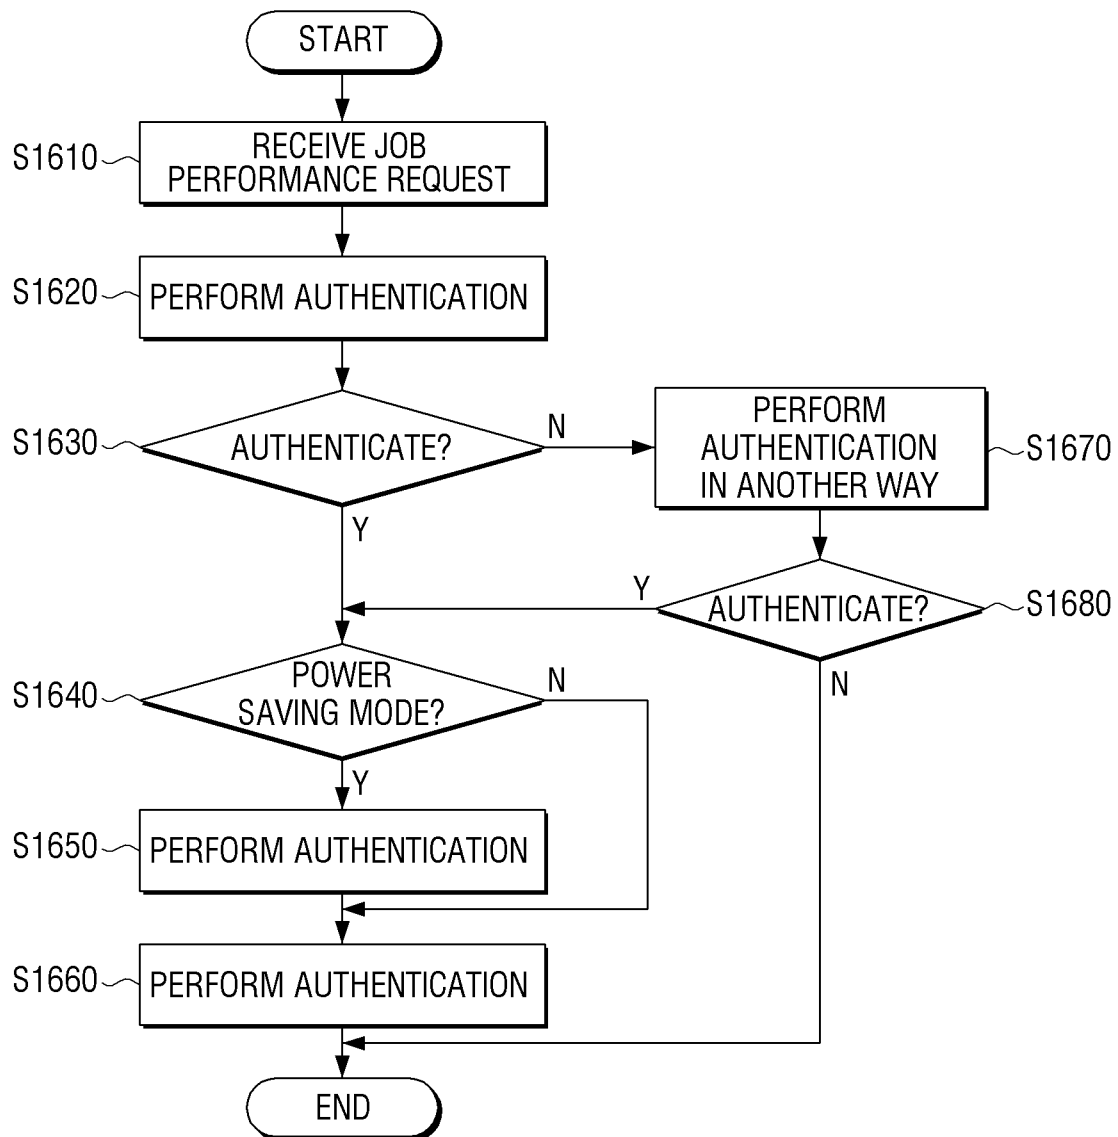 START
S1610
RECEIVE JOB
PERFORMANCE REQUEST
S1620
PERFORM AUTHENTICATION
S1630
AUTHENTICATE?
N
Y
PERFORM
AUTHENTICATION
IN ANOTHER WAY
S1670
Y
AUTHENTICATE?
S1680
N
S1640
POWER
SAVING MODE?
N
Y
S1650
PERFORM AUTHENTICATION
S1660
PERFORM AUTHENTICATION
END